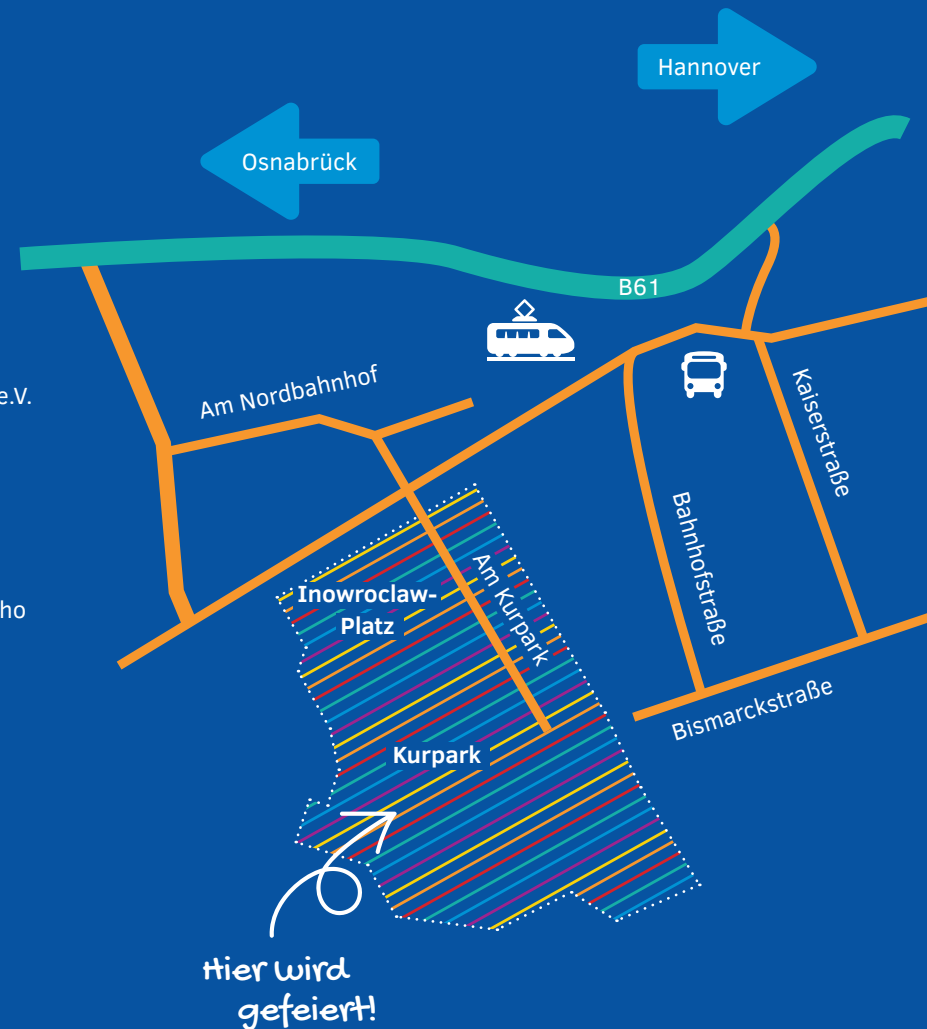 Hannover
Osnabrück
B61
e.V.
Am Nordbahnhof
Kaiserstraße
Bahnhofstraße
Am Kurpark
Inowroclaw-
Platz
ho
Bismarckstraße
Kurpark
Hier wird
gefeiert!